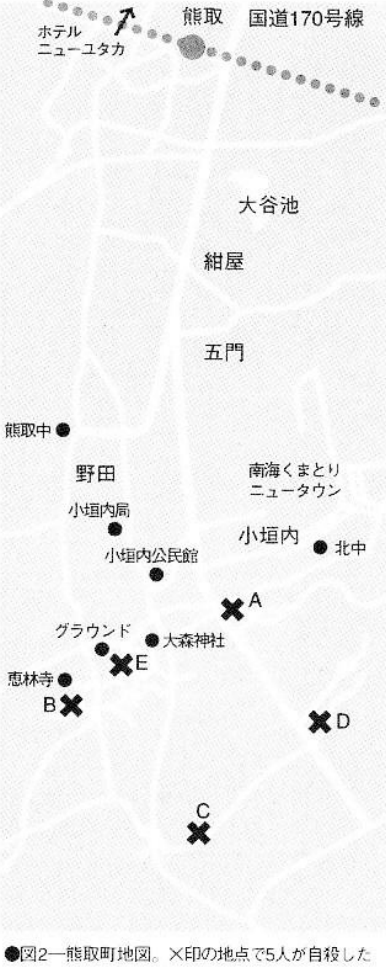 熊取
国道170号線
ホテル
ニューユタカ
大谷池
紺屋
五門
熊取中
野田
南海くまとり
ニュータウン
小垣内局
小垣内
北中
小垣内公民館
A
グラウンド
大森神社
E
恵林寺
B
D
C
●図2―熊取町地図。×印の地点で5人が自殺した